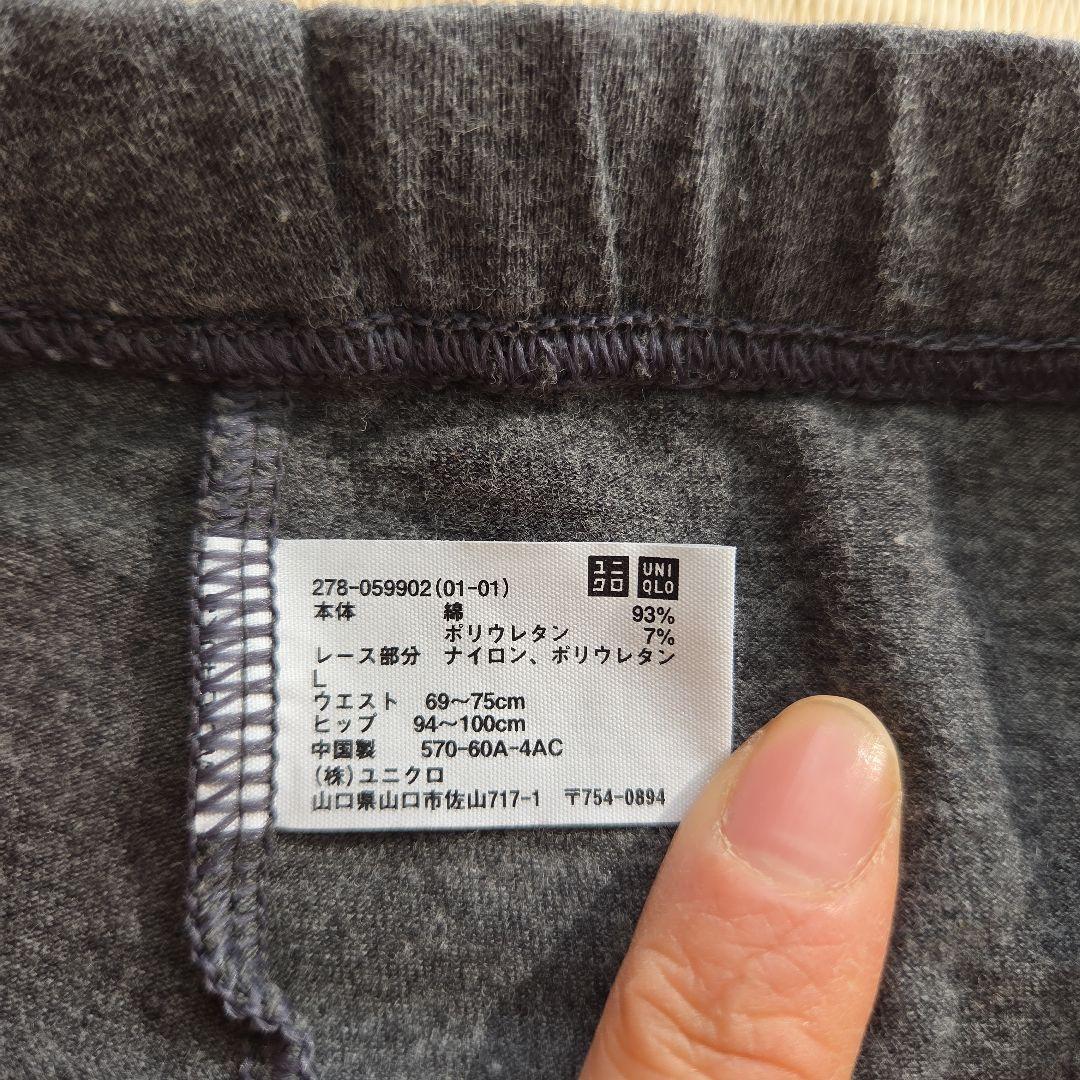 278-059902(01-01)
ユニクロ UNIQLO
本体 綿 93%
ポリウレタン 7%
レース部分 ナイロン、ポリウレタン
L
ウエスト 69～75cm
ヒップ 94～100cm
中国製 570-60A-4AC
(株)ユニクロ
山口県山口市佐山717-1 〒754-0894